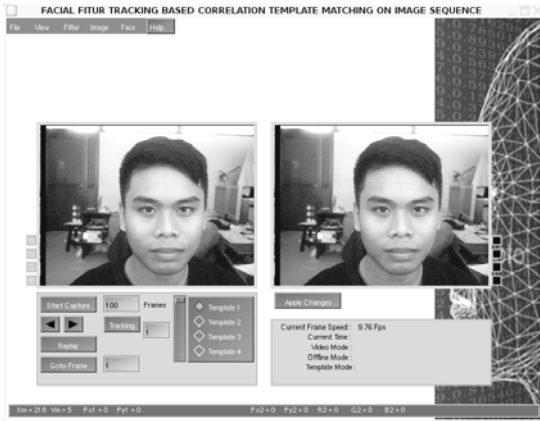 FACIAL FITUR TRACKING BASED CORRELATION TEMPLATE MATCHING ON IMAGE SEQUENCE
File View Filter Image Face Help
Start Capture 100 Frames
Tracking 1
Replay
Goto Frame 1
Template 1
Template 2
Template 3
Template 4
Apply Changes
Current Frame Speed : 9.76 Fps
Current Time :
Video Mode :
Offline Mode :
Template Mode :
Xm = 218 Ym = 5 Px1 = 0 Py1 = 0 Px2 = 0 Py2 = 0 R2 = 0 G2 = 0 B2 = 0